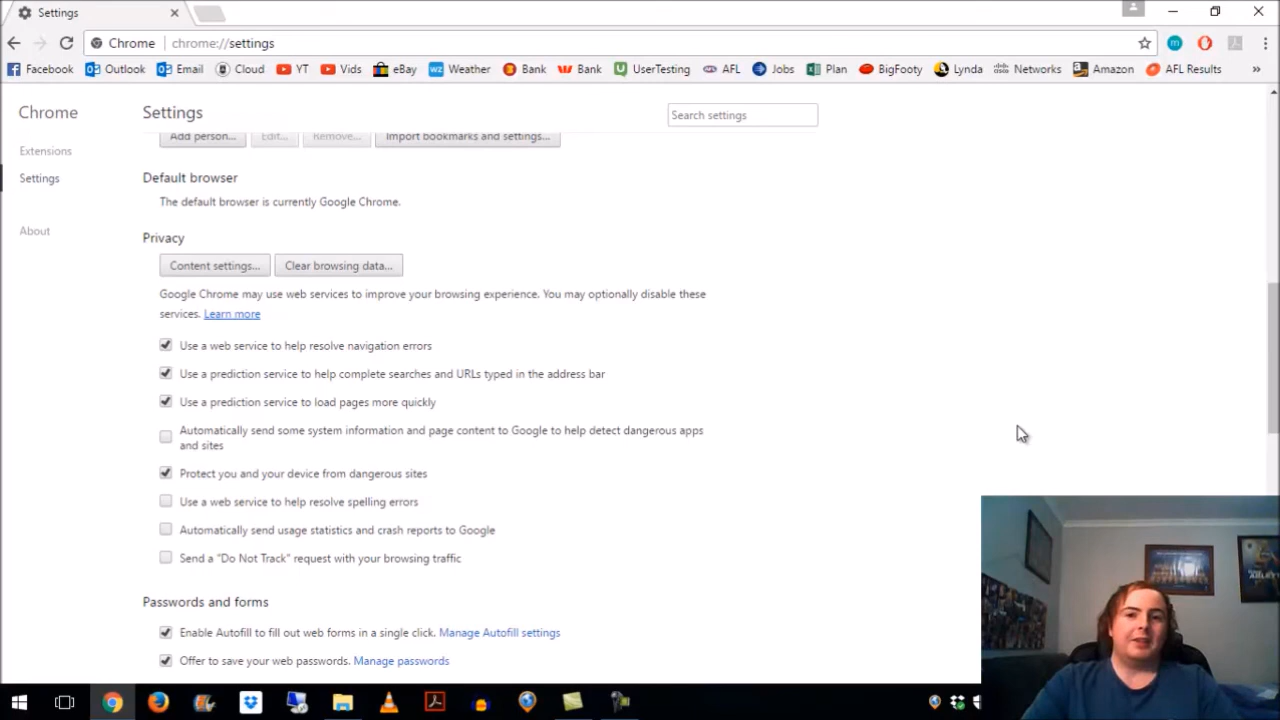 Settings
Chrome chrome://settings
m
Facebook Outlook Email Cloud YT Vids eBay wz Weather Bank Bank U UserTesting AFL Jobs Plan BigFooty Lynda Networks a Amazon AFL Results »
Chrome
Settings
Search settings
Extensions
Settings
About
Add person... Edit... Remove... Import bookmarks and settings...
Default browser
The default browser is currently Google Chrome.
Privacy
Content settings... Clear browsing data...
Google Chrome may use web services to improve your browsing experience. You may optionally disable these
services. Learn more
Use a web service to help resolve navigation errors
Use a prediction service to help complete searches and URLs typed in the address bar
Use a prediction service to load pages more quickly
Automatically send some system information and page content to Google to help detect dangerous apps
and sites
Protect you and your device from dangerous sites
Use a web service to help resolve spelling errors
Automatically send usage statistics and crash reports to Google
Send a "Do Not Track" request with your browsing traffic
Passwords and forms
Enable Autofill to fill out web forms in a single click. Manage Autofill settings
Offer to save your web passwords. Manage passwords